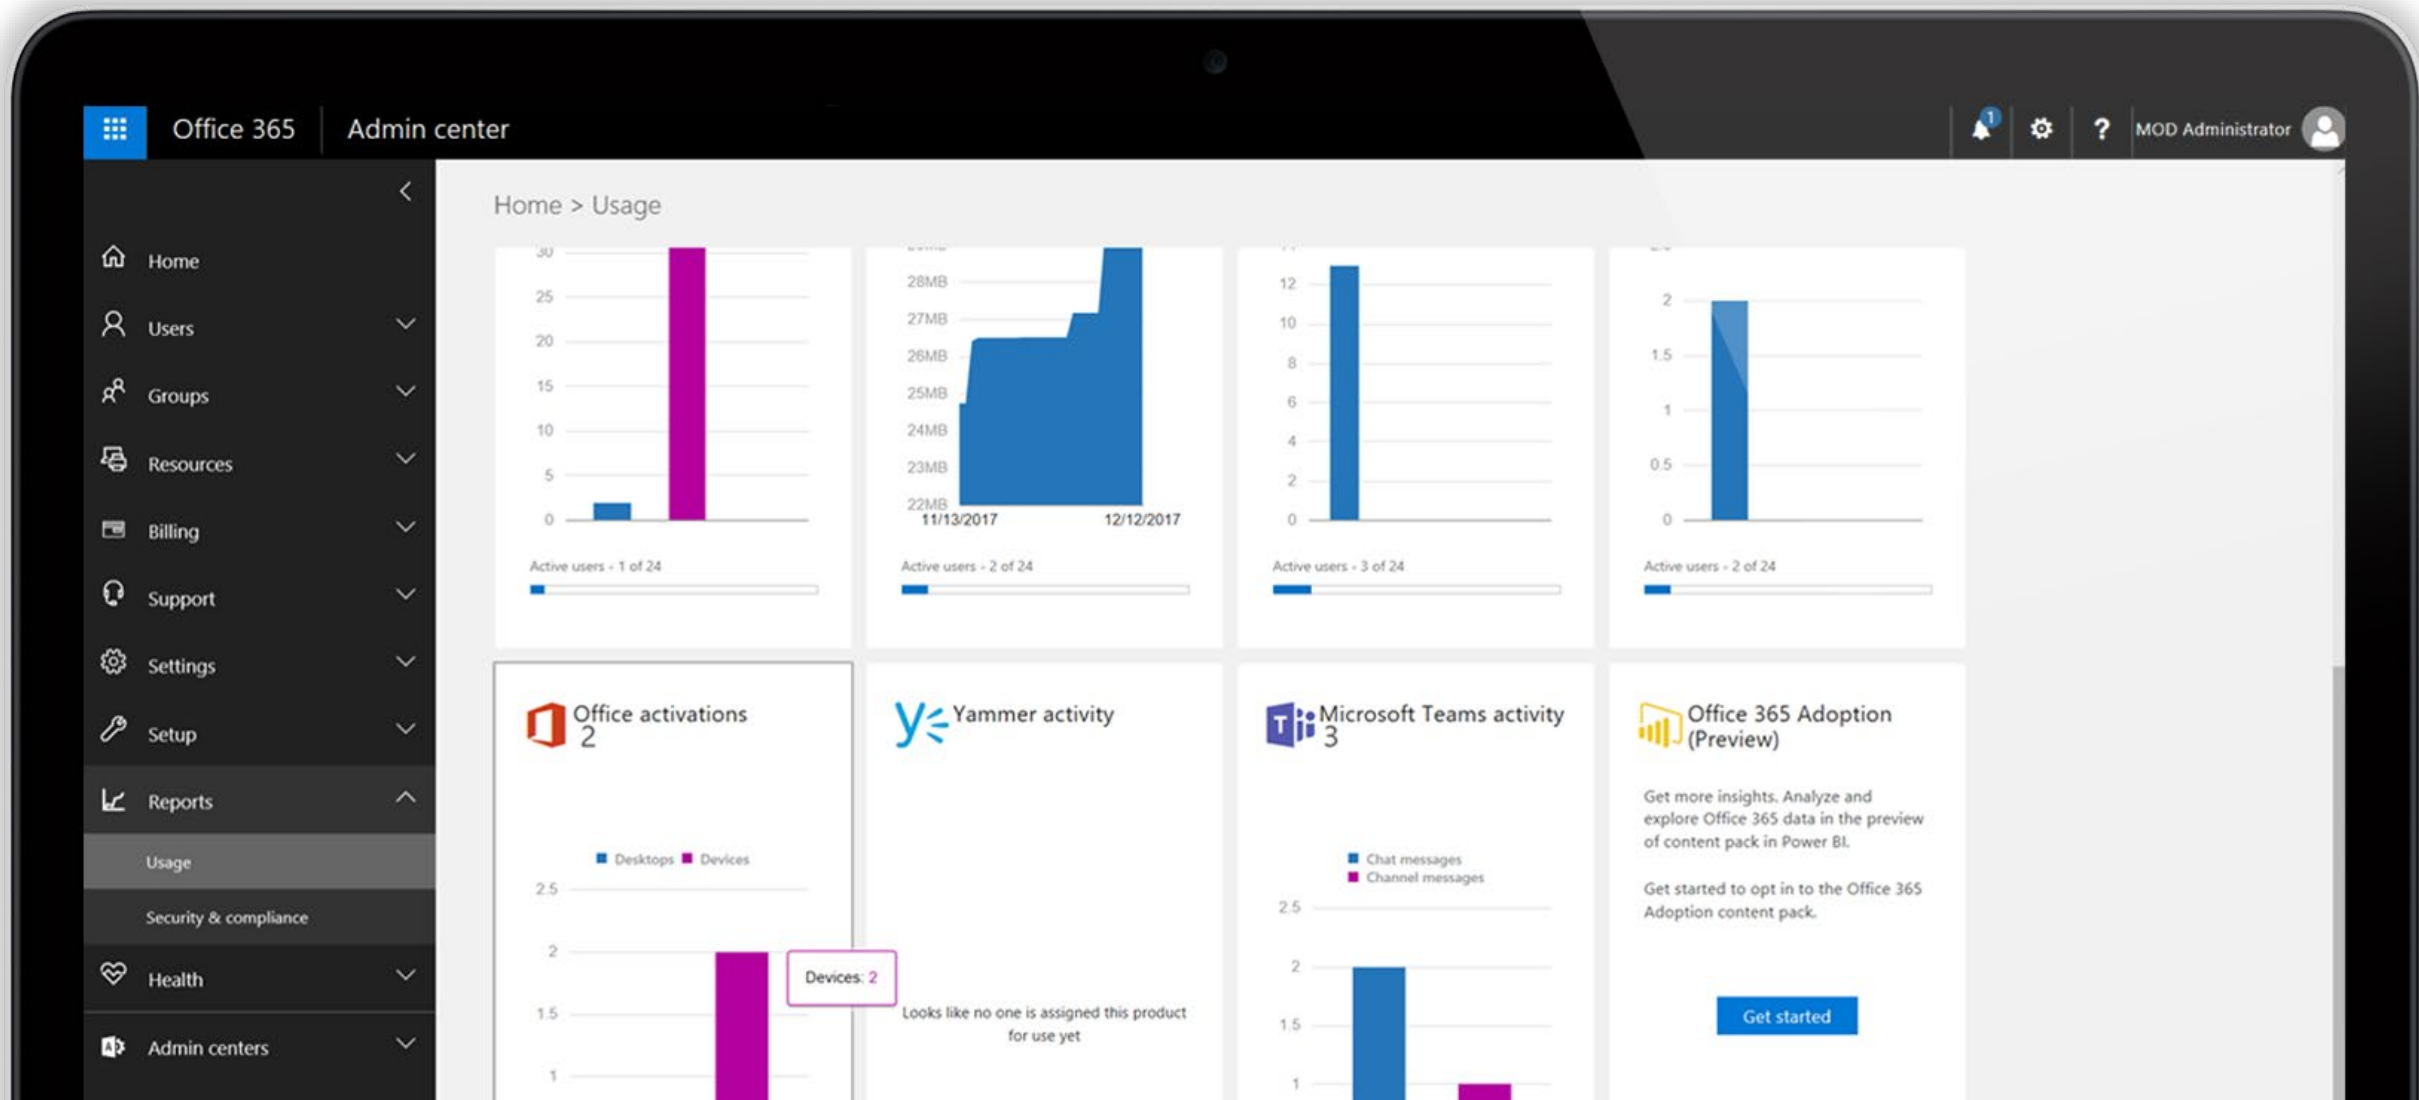 Office 365
Admin center
1
?
MOD Administrator
Home > Usage
Home
Users
Groups
Resources
Billing
Support
Settings
Setup
Reports
Usage
Security & compliance
Health
Admin centers
30
25
20
15
10
5
0
Active users - 1 of 24
28MB
27MB
26MB
25MB
24MB
23MB
22MB
11/13/2017 12/12/2017
Active users - 2 of 24
12
10
8
6
4
2
0
Active users - 3 of 24
2
1.5
1
0.5
0
Active users - 2 of 24
Office activations
2
Desktops Devices
2.5
2
1.5
1
Devices: 2
Yammer activity
Looks like no one is assigned this product
for use yet
Microsoft Teams activity
3
Chat messages
Channel messages
2.5
2
1.5
1
Office 365 Adoption
(Preview)
Get more insights. Analyze and
explore Office 365 data in the preview
of content pack in Power BI.
Get started to opt in to the Office 365
Adoption content pack.
Get started